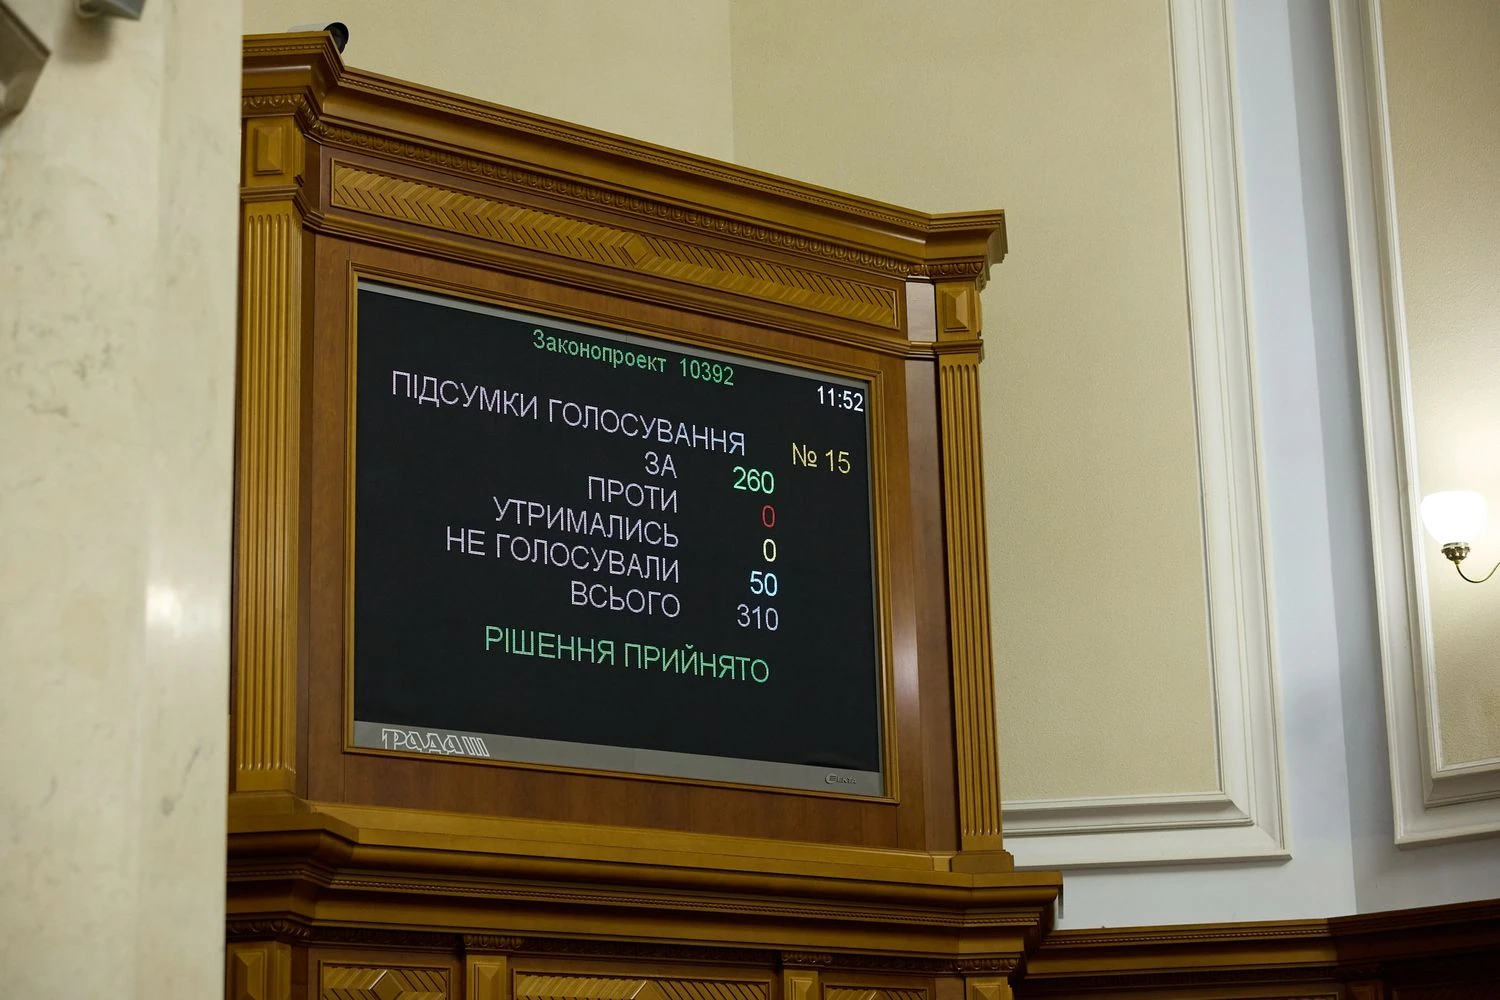 Законопроект 10392
11:52
ПІДСУМКИ ГОЛОСУВАННЯ
№ 15
ЗА 260
ПРОТИ 0
УТРИМАЛИСЬ 0
НЕ ГОЛОСУВАЛИ 50
ВСЬОГО 310
РІШЕННЯ ПРИЙНЯТО
РАДА III